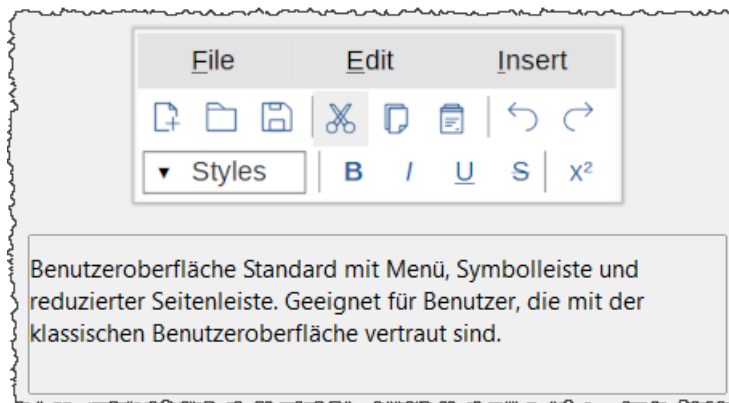 File Edit Insert
Styles B I U S x²
Benutzeroberfläche Standard mit Menü, Symbolleiste und
reduzierter Seitenleiste. Geeignet für Benutzer, die mit der
klassischen Benutzeroberfläche vertraut sind.